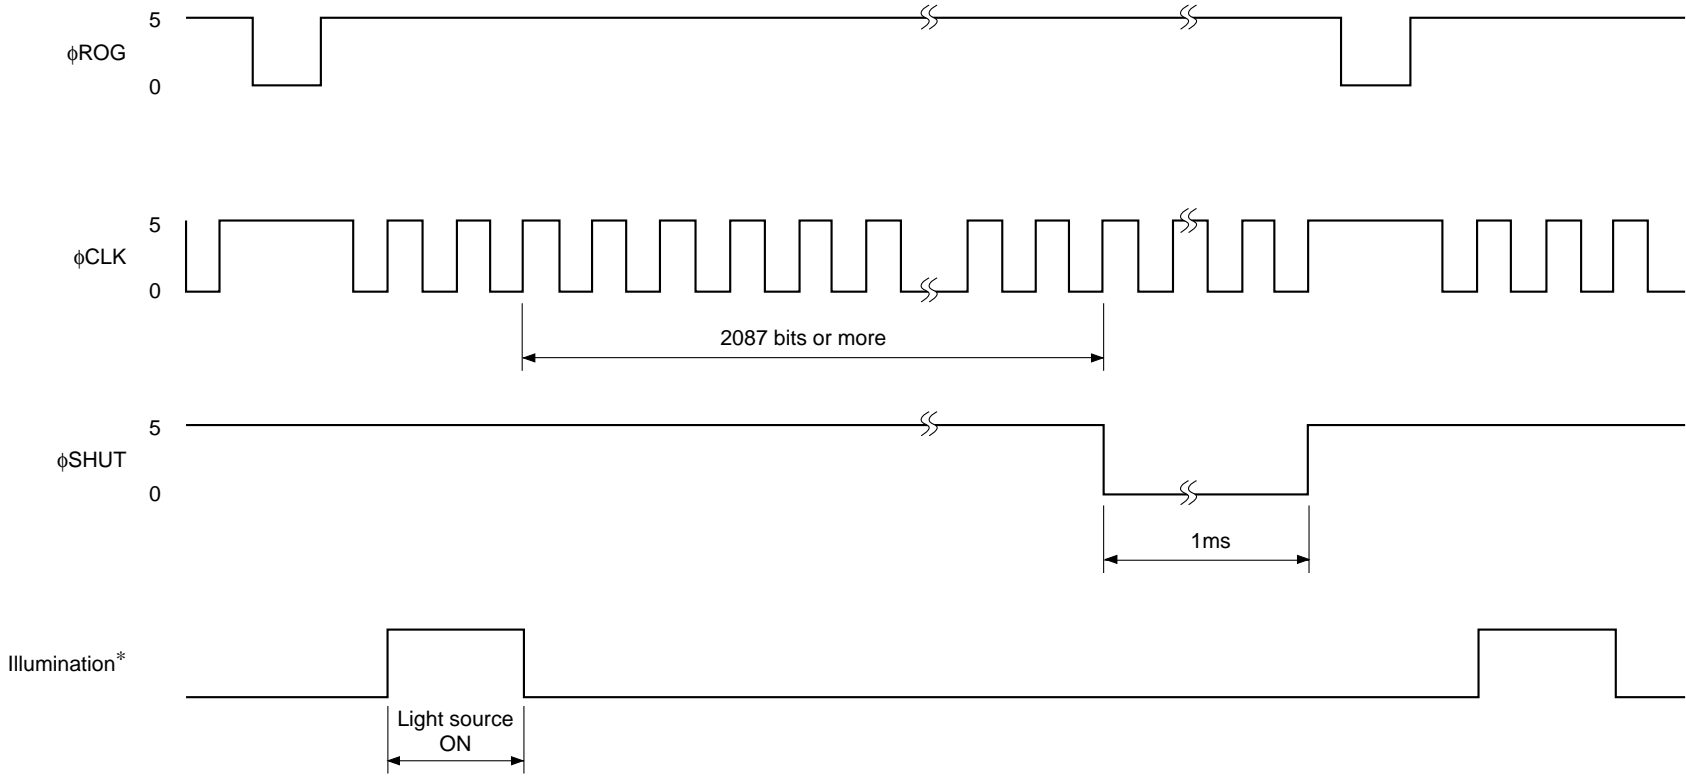 5
ϕROG
0
5
ϕCLK
0
2087 bits or more
5
ϕSHUT
0
1ms
Illumination*
Light source
ON